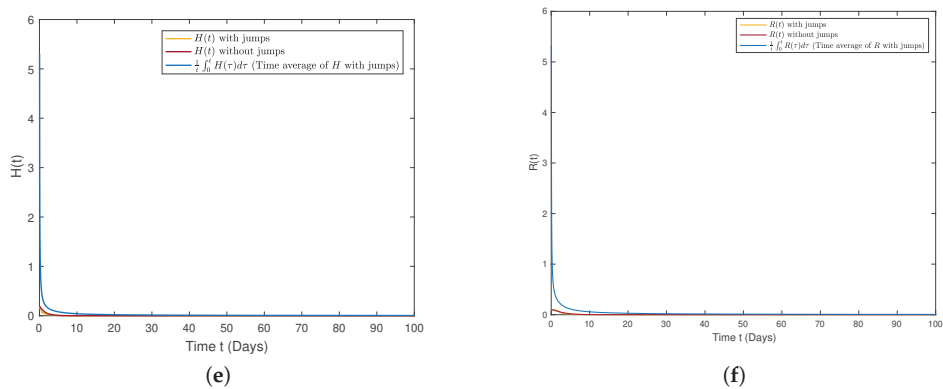 H(t) with jumps
H(t) without jumps
1/t ∫₀ᵗ H(τ)dτ (Time average of H with jumps)
6
5
4
3
2
1
0
H(t)
0 10 20 30 40 50 60 70 80 90 100
Time t (Days)
(e)
R(t) with jumps
R(t) without jumps
1/t ∫₀ᵗ R(τ)dτ (Time average of R with jumps)
6
5
4
3
2
1
0
R(t)
0 10 20 30 40 50 60 70 80 90 100
Time t (Days)
(f)